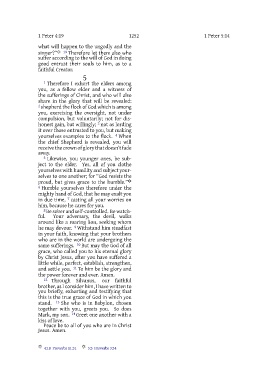 1 Peter 4:19 1252 1 Peter 5:14
what will happen to the ungodly and the
sinner?” 19 Therefore let them also who
suffer according to the will of God in doing
good entrust their souls to him, as to a
faithful Creator.
5
1 Therefore I exhort the elders among
you, as a fellow elder and a witness of
the sufferings of Christ, and who will also
share in the glory that will be revealed:
2 shepherd the flock of God which is among
you, exercising the oversight, not under
compulsion, but voluntarily; not for dis-
honest gain, but willingly; 3 not as lording
it over those entrusted to you, but making
yourselves examples to the flock. 4 When
the chief Shepherd is revealed, you will
receive the crown of glory that doesn’t fade
away.
5 Likewise, you younger ones, be sub-
ject to the elder. Yes, all of you clothe
yourselves with humility and subject your-
selves to one another; for “God resists the
proud, but gives grace to the humble.”
6 Humble yourselves therefore under the
mighty hand of God, that he may exalt you
in due time, 7 casting all your worries on
him, because he cares for you.
8 Be sober and self-controlled. Be watch-
ful. Your adversary, the devil, walks
around like a roaring lion, seeking whom
he may devour. 9 Withstand him steadfast
in your faith, knowing that your brothers
who are in the world are undergoing the
same sufferings. 10 But may the God of all
grace, who called you to his eternal glory
by Christ Jesus, after you have suffered a
little while, perfect, establish, strengthen,
and settle you. 11 To him be the glory and
the power forever and ever. Amen.
12 Through Silvanus, our faithful
brother, as I consider him, I have written to
you briefly, exhorting and testifying that
this is the true grace of God in which you
stand. 13 She who is in Babylon, chosen
together with you, greets you. So does
Mark, my son. 14 Greet one another with a
kiss of love.
Peace be to all of you who are in Christ
Jesus. Amen.
4:18 Proverbs 11:31 5:5 Proverbs 3:34